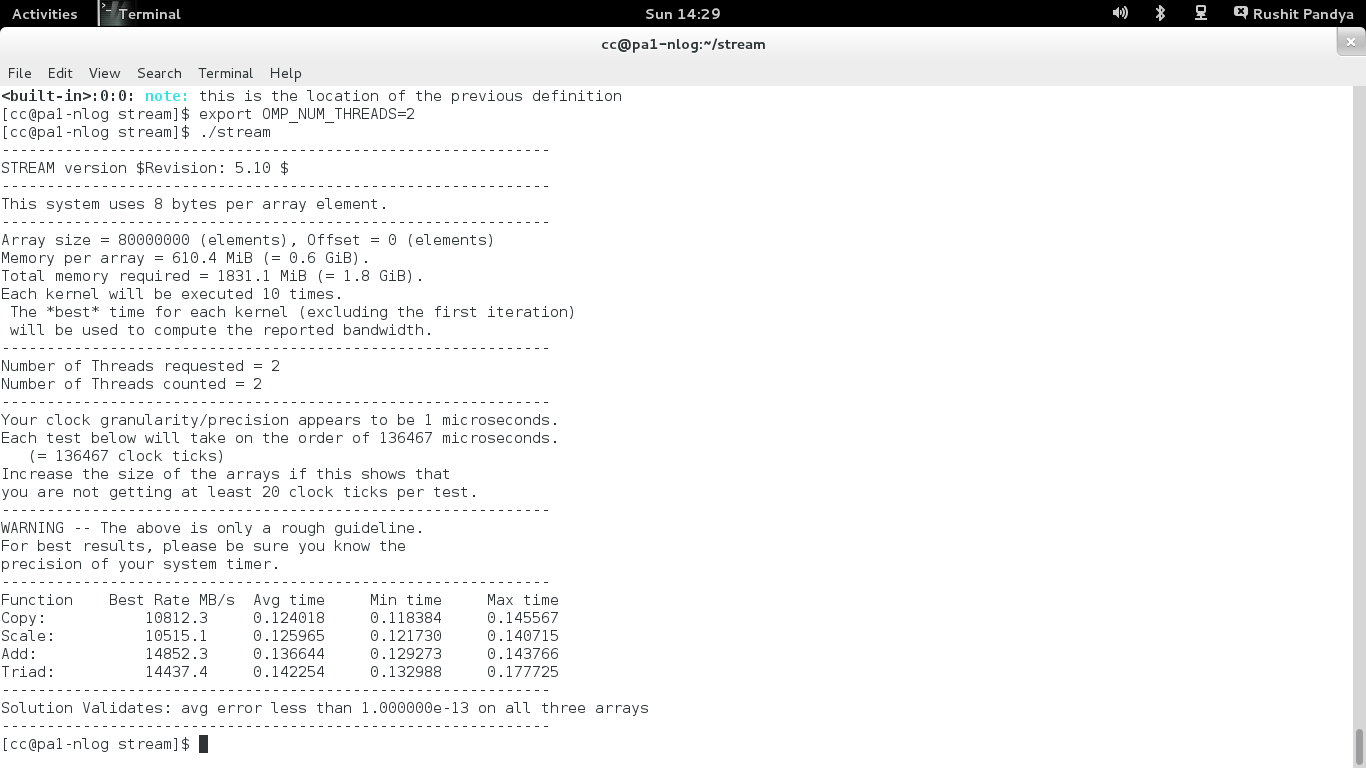 Activities Terminal Sun 14:29 Rushit Pandya
cc@pa1-nlog:~/stream
File Edit View Search Terminal Help
<built-in>:0:0: note: this is the location of the previous definition
[cc@pa1-nlog stream]$ export OMP_NUM_THREADS=2
[cc@pa1-nlog stream]$ ./stream
-------------------------------------------------------------
STREAM version $Revision: 5.10 $
-------------------------------------------------------------
This system uses 8 bytes per array element.
-------------------------------------------------------------
Array size = 80000000 (elements), Offset = 0 (elements)
Memory per array = 610.4 MiB (= 0.6 GiB).
Total memory required = 1831.1 MiB (= 1.8 GiB).
Each kernel will be executed 10 times.
 The *best* time for each kernel (excluding the first iteration)
 will be used to compute the reported bandwidth.
-------------------------------------------------------------
Number of Threads requested = 2
Number of Threads counted = 2
-------------------------------------------------------------
Your clock granularity/precision appears to be 1 microseconds.
Each test below will take on the order of 136467 microseconds.
   (= 136467 clock ticks)
Increase the size of the arrays if this shows that
you are not getting at least 20 clock ticks per test.
-------------------------------------------------------------
WARNING -- The above is only a rough guideline.
For best results, please be sure you know the
precision of your system timer.
-------------------------------------------------------------
Function    Best Rate MB/s  Avg time     Min time     Max time
Copy:           10812.3     0.124018     0.118384     0.145567
Scale:          10515.1     0.125965     0.121730     0.140715
Add:            14852.3     0.136644     0.129273     0.143766
Triad:          14437.4     0.142254     0.132988     0.177725
-------------------------------------------------------------
Solution Validates: avg error less than 1.000000e-13 on all three arrays
-------------------------------------------------------------
[cc@pa1-nlog stream]$